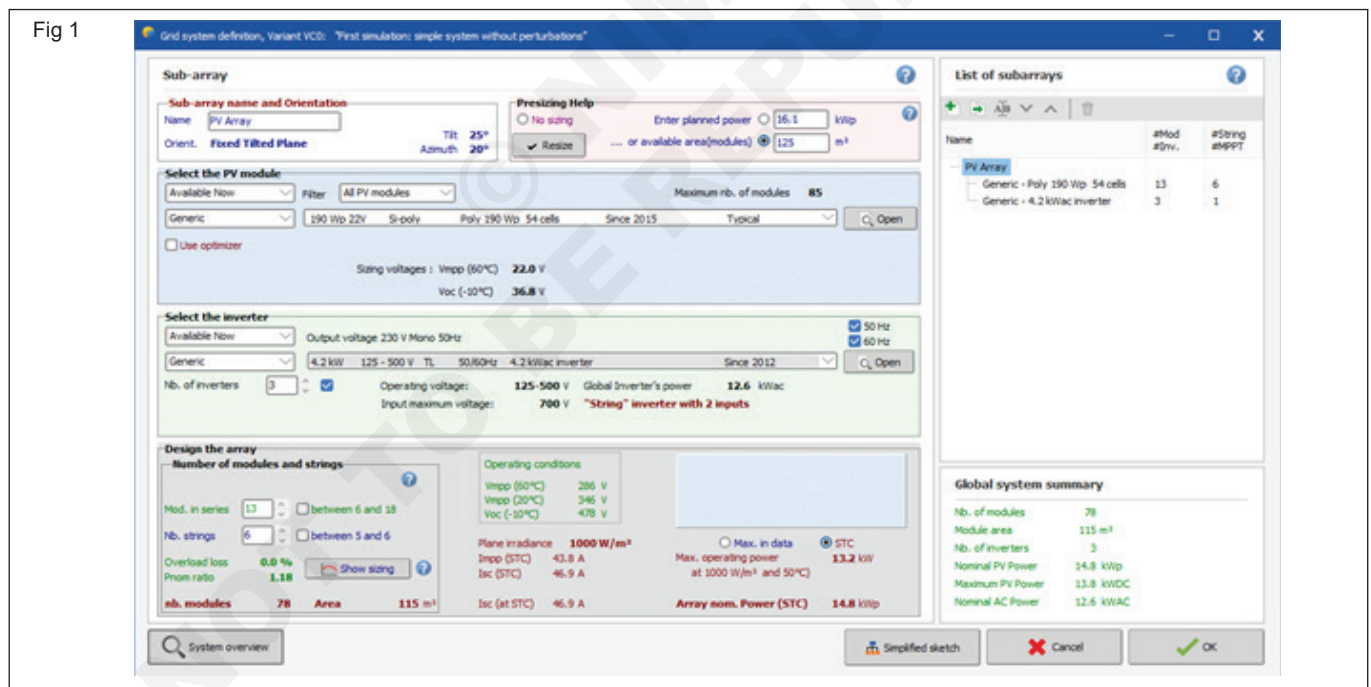 Fig 1
Grid system definition, Variant VC0: "First simulation: simple system without perturbations"
Sub-array
Sub-array name and Orientation
Name PV Array
Orient. Fixed Tilted Plane
Tilt 25°
Azimuth 20°
Presizing Help
No sizing
Enter planned power 16.1 kWp
Resize
... or available area(modules) 125 m²
Select the PV module
Available Now Filter All PV modules Maximum nb. of modules 85
Generic 190 Wp 22V Si-poly Poly 190 Wp 54 cells Since 2015 Typical Open
Use optimizer
Sizing voltages : Vmpp (60°C) 22.0 V
Voc (-10°C) 36.8 V
Select the inverter
Available Now Output voltage 230 V Mono 50Hz
50 Hz
60 Hz
Generic 4.2 kW 125 - 500 V TL 50/60Hz 4.2 kWac inverter Since 2012 Open
Nb. of inverters 3 Operating voltage: 125-500 V Global Inverter's power 12.6 kWac
Input maximum voltage: 700 V "String" inverter with 2 inputs
Design the array
Number of modules and strings
Mod. in series 13 between 6 and 18
Nb. strings 6 between 5 and 6
Overload loss 0.0 %
Pnom ratio 1.18
Show sizing
nb. modules 78 Area 115 m²
Operating conditions
Vmpp (60°C) 286 V
Vmpp (20°C) 346 V
Voc (-10°C) 478 V
Plane irradiance 1000 W/m²
Impp (STC) 43.8 A
Isc (STC) 46.9 A
Isc (at STC) 46.9 A
Max. in data STC
Max. operating power 13.2 kW
at 1000 W/m² and 50°C)
Array nom. Power (STC) 14.8 kWp
List of subarrays
Name #Mod #String
#Inv. #MPPT
PV Array
Generic - Poly 190 Wp 54 cells 13 6
Generic - 4.2 kWac inverter 3 1
Global system summary
Nb. of modules 78
Module area 115 m²
Nb. of inverters 3
Nominal PV Power 14.8 kWp
Maximum PV Power 13.8 kWDC
Nominal AC Power 12.6 kWAC
System overview
Simplified sketch
Cancel
OK